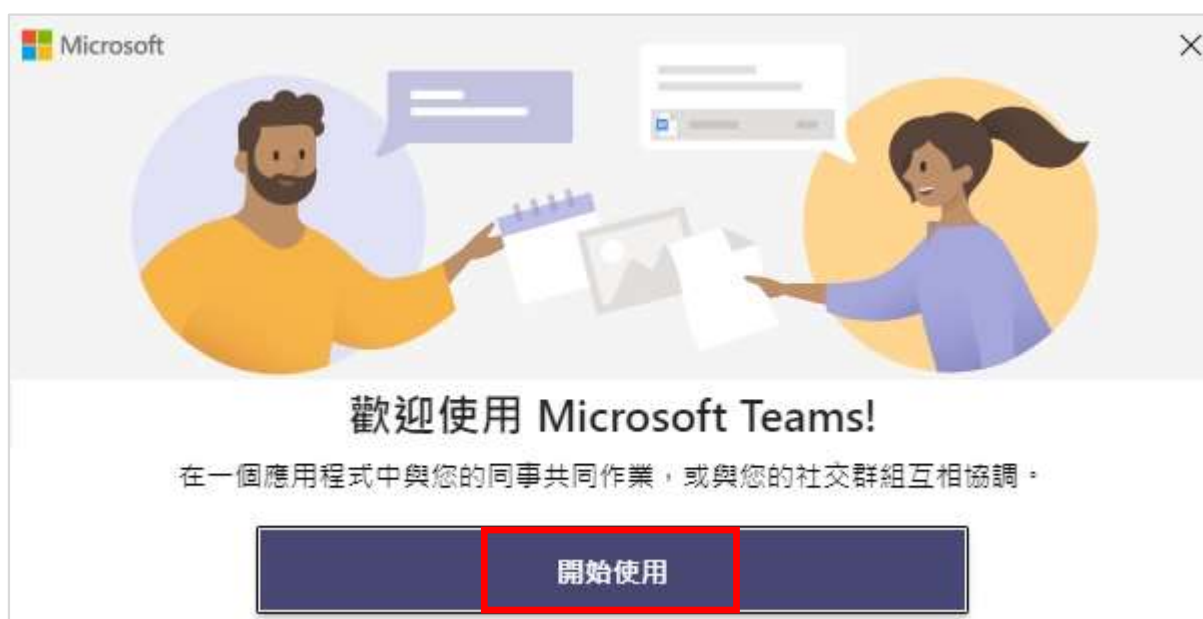 Microsoft
歡迎使用 Microsoft Teams!
在一個應用程式中與您的同事共同作業，或與您的社交群組互相協調。
開始使用